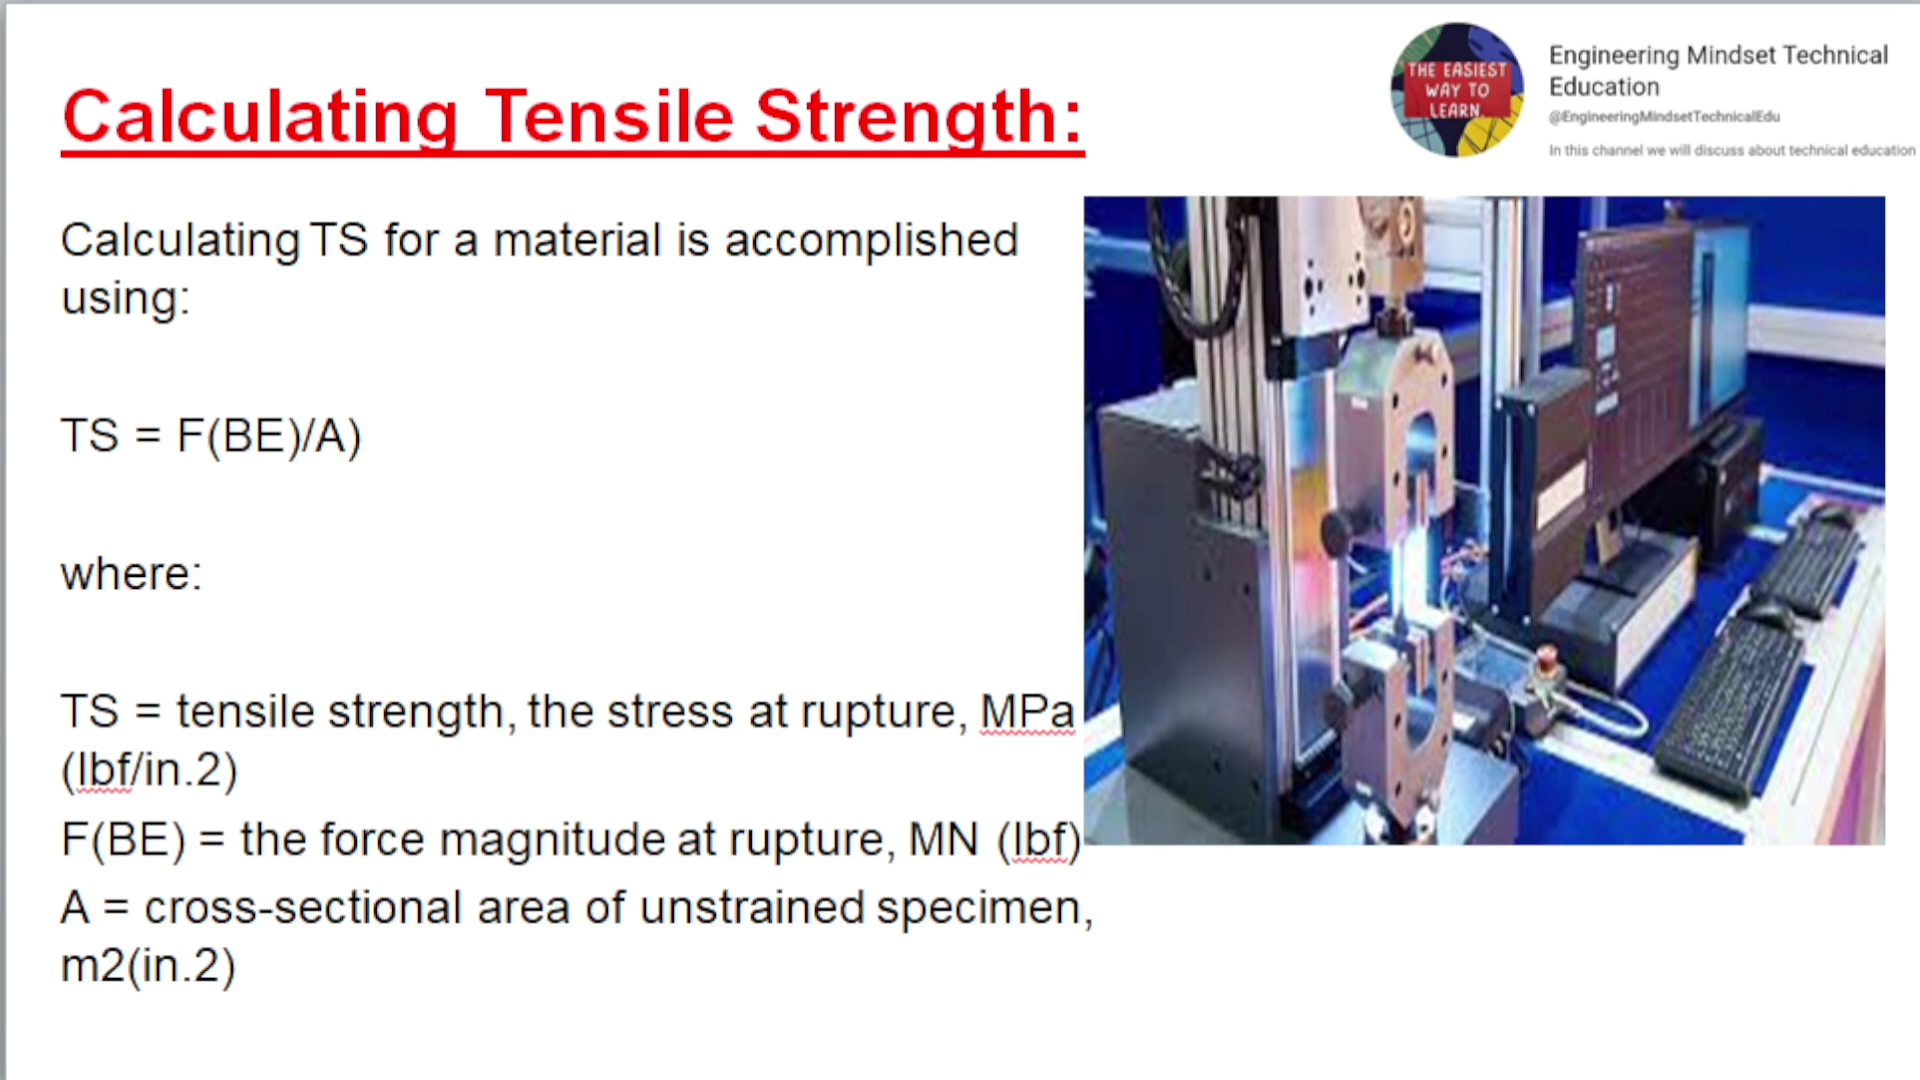 Calculating Tensile Strength:
THE EASIEST
WAY TO
LEARN.
Engineering Mindset Technical
Education
@EngineeringMindsetTechnicalEdu
In this channel we will discuss about technical education
Calculating TS for a material is accomplished
using:
TS = F(BE)/A)
where:
TS = tensile strength, the stress at rupture, MPa
(lbf/in.2)
F(BE) = the force magnitude at rupture, MN (lbf)
A = cross-sectional area of unstrained specimen,
m2(in.2)